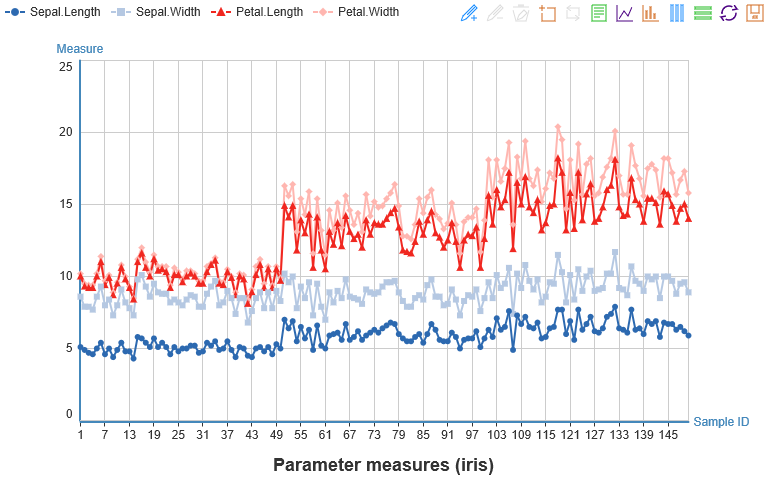 Sepal.Length Sepal.Width Petal.Length Petal.Width
Measure
25
20
15
10
5
0
Sample ID
1 7 13 19 25 31 37 43 49 55 61 67 73 79 85 91 97 103 109 115 121 127 133 139 145
Parameter measures (iris)